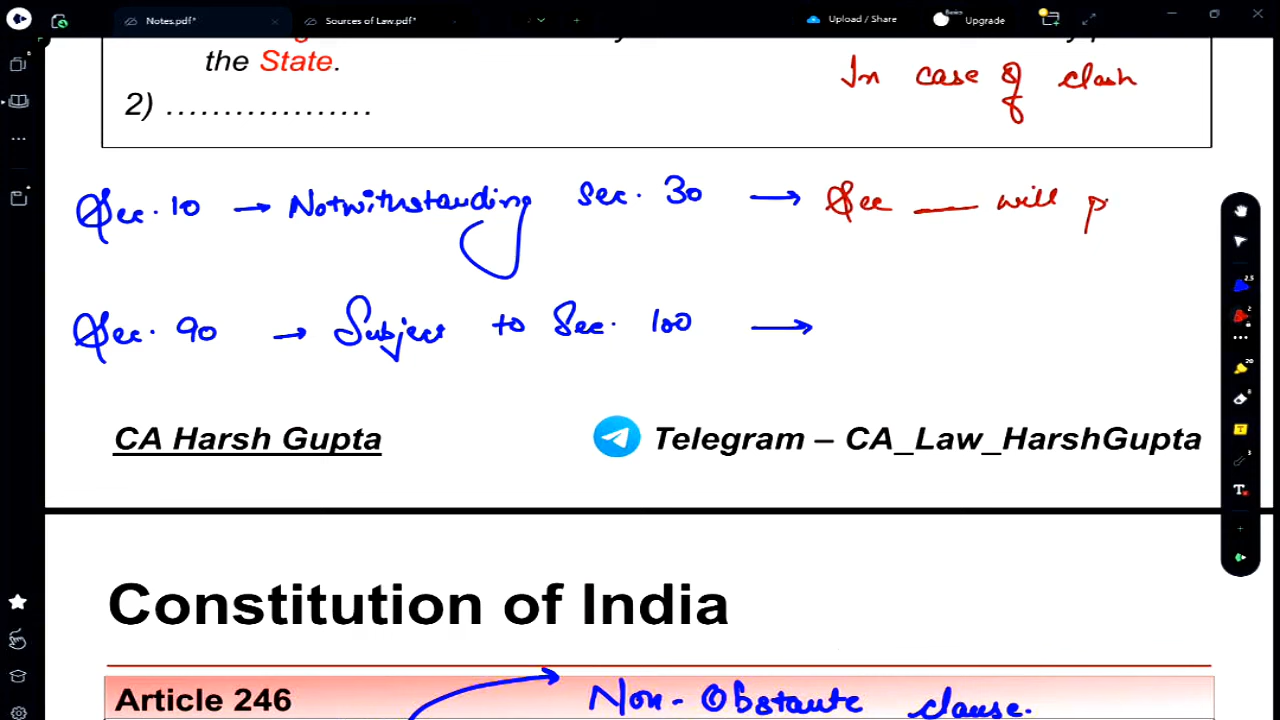 Notes.pdf*
Sources of Law.pdf*
Upload / Share
Basics
Upgrade
the State.
2) ………………
In case of clash
Sec. 10 → Notwithstanding Sec. 30 → Sec ___ will p
Sec. 90 → Subject to Sec. 100 →
CA Harsh Gupta
Telegram – CA_Law_HarshGupta
Constitution of India
Article 246
Non-Obstante clause.